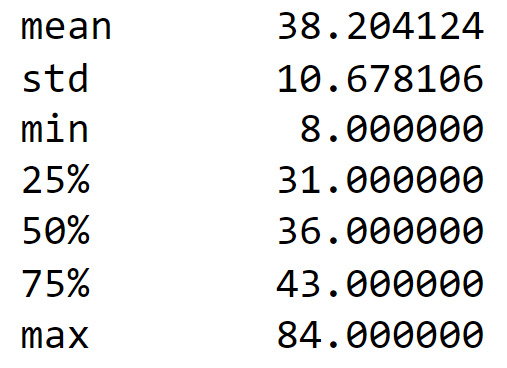 mean 38.204124
std 10.678106
min 8.000000
25% 31.000000
50% 36.000000
75% 43.000000
max 84.000000